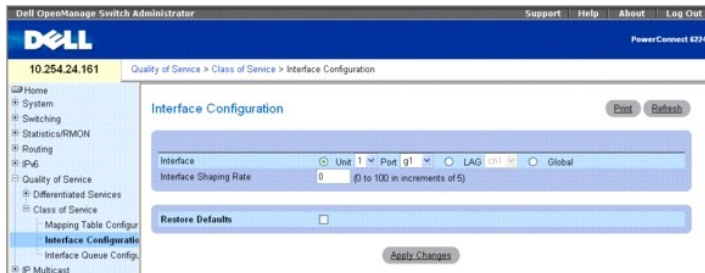 Dell OpenManage Switch Administrator
Support Help About Log Out
DELL
PowerConnect 6224
10.254.24.161
Quality of Service > Class of Service > Interface Configuration
Home
System
Switching
Statistics/RMON
Routing
IPv6
Quality of Service
Differentiated Services
Class of Service
Mapping Table Configur
Interface Configuratio
Interface Queue Configu
IP Multicast
Interface Configuration
Print Refresh
Interface Unit 1 Port g1 LAG ch1 Global
Interface Shaping Rate 0 (0 to 100 in increments of 5)
Restore Defaults
Apply Changes